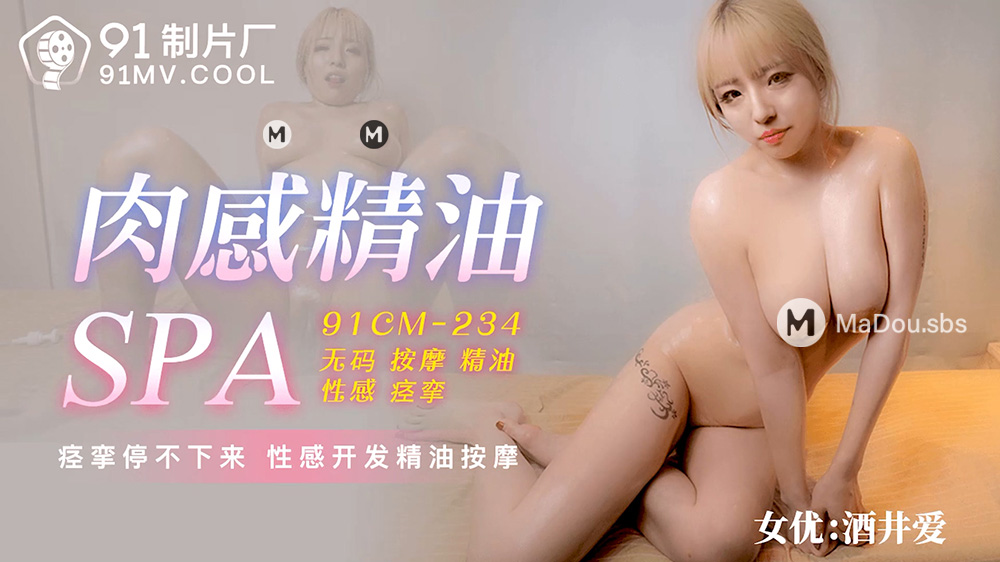 91制片厂
91MV.COOL
M
M
肉感精油
SPA
91CM-234
无码 按摩 精油
性感 痉挛
痉挛停不下来 性感开发精油按摩
M MaDou.sbs
女优:酒井爱